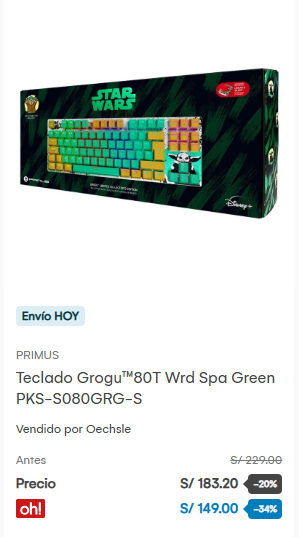 STAR
WARS
Disney+
Envío HOY
PRIMUS
Teclado Grogu™80T Wrd Spa Green
PKS-S080GRG-S
Vendido por Oechsle
Antes S/ 229.00
Precio S/ 183.20 -20%
oh! S/ 149.00 -34%